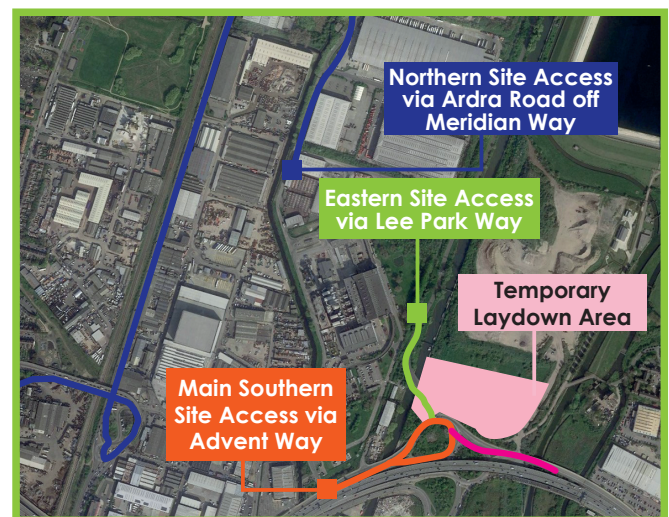 Northern Site Access
via Ardra Road off
Meridian Way
Eastern Site Access
via Lee Park Way
Temporary
Laydown Area
Main Southern
Site Access via
Advent Way